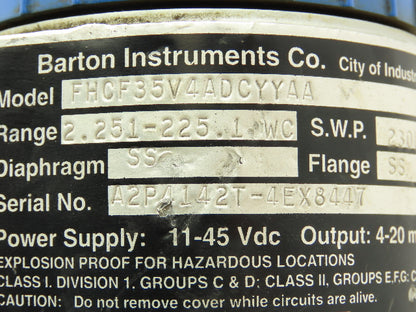 Barton Instruments Co. City of Indust
Model FHCF35V4ADCYYAA
Range 2.251-225.1 WC S.W.P. 230
Diaphragm SS Flange SS
Serial No. A2P4142T-4EX8447
Power Supply: 11-45 Vdc Output: 4-20 m
EXPLOSION PROOF FOR HAZARDOUS LOCATIONS
CLASS I. DIVISION 1. GROUPS C & D; CLASS II, GROUPS E,F,G;
CAUTION: Do not remove cover while circuits are alive.